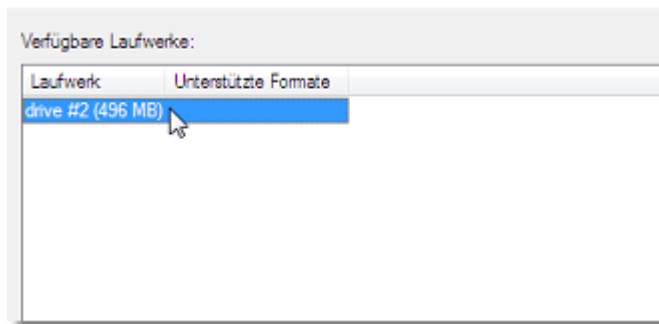 Verfügbare Laufwerke:
Laufwerk Unterstützte Formate
drive #2 (496 MB)